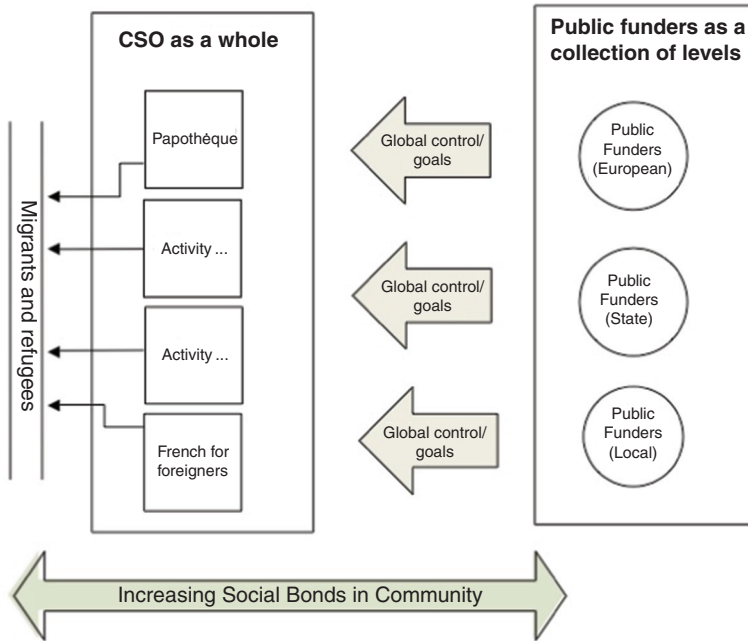 CSO as a whole
Public funders as a
collection of levels
Migrants and refugees
Papothèque
Activity ...
Activity ...
French for
foreigners
Global control/
goals
Global control/
goals
Global control/
goals
Public
Funders
(European)
Public
Funders
(State)
Public
Funders
(Local)
Increasing Social Bonds in Community